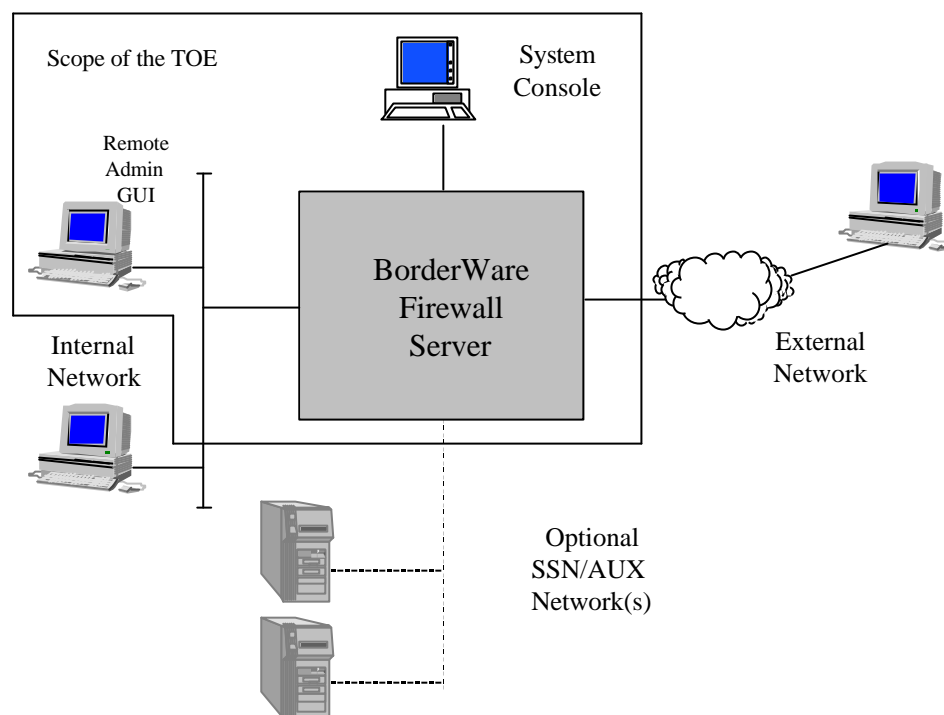 Scope of the TOE
System
Console
Remote
Admin
GUI
BorderWare
Firewall
Server
Internal
Network
External
Network
Optional
SSN/AUX
Network(s)